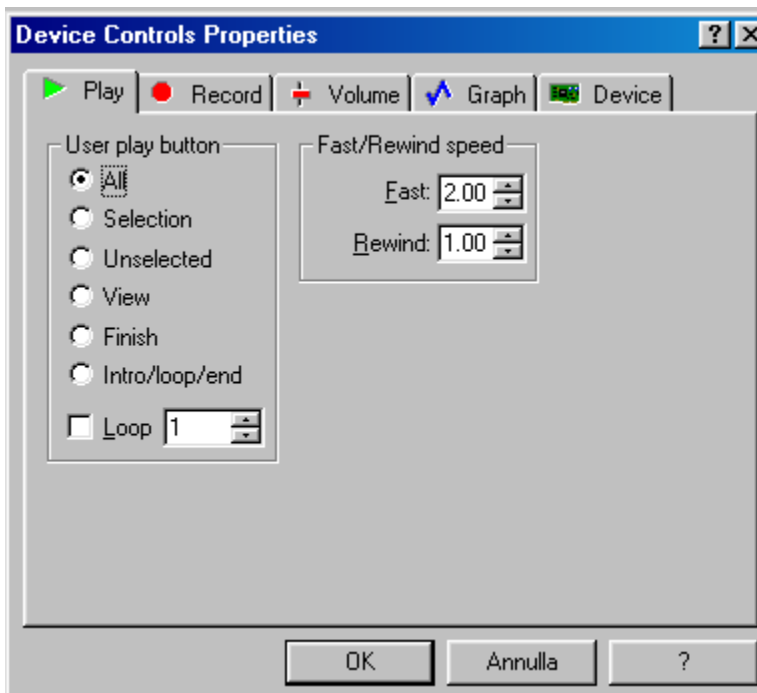 Device Controls Properties ? X
Play Record Volume Graph Device
User play button
All
Selection
Unselected
View
Finish
Intro/loop/end
Loop 1
Fast/Rewind speed
Fast: 2.00
Rewind: 1.00
OK Annulla ?